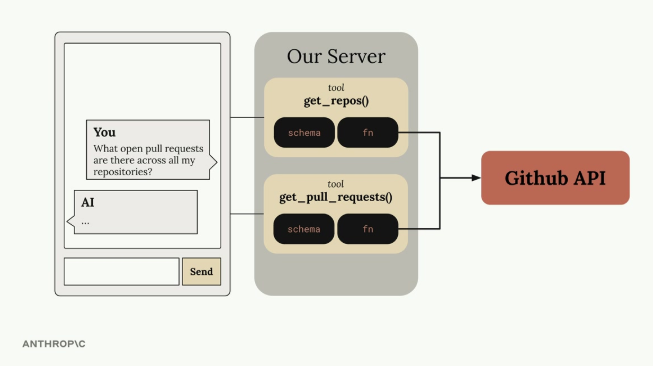 Our Server
tool
get_repos()
schema
fn
You
What open pull requests
are there across all my
repositories?
AI
...
Send
tool
get_pull_requests()
schema
fn
Github API
ANTHROP\C